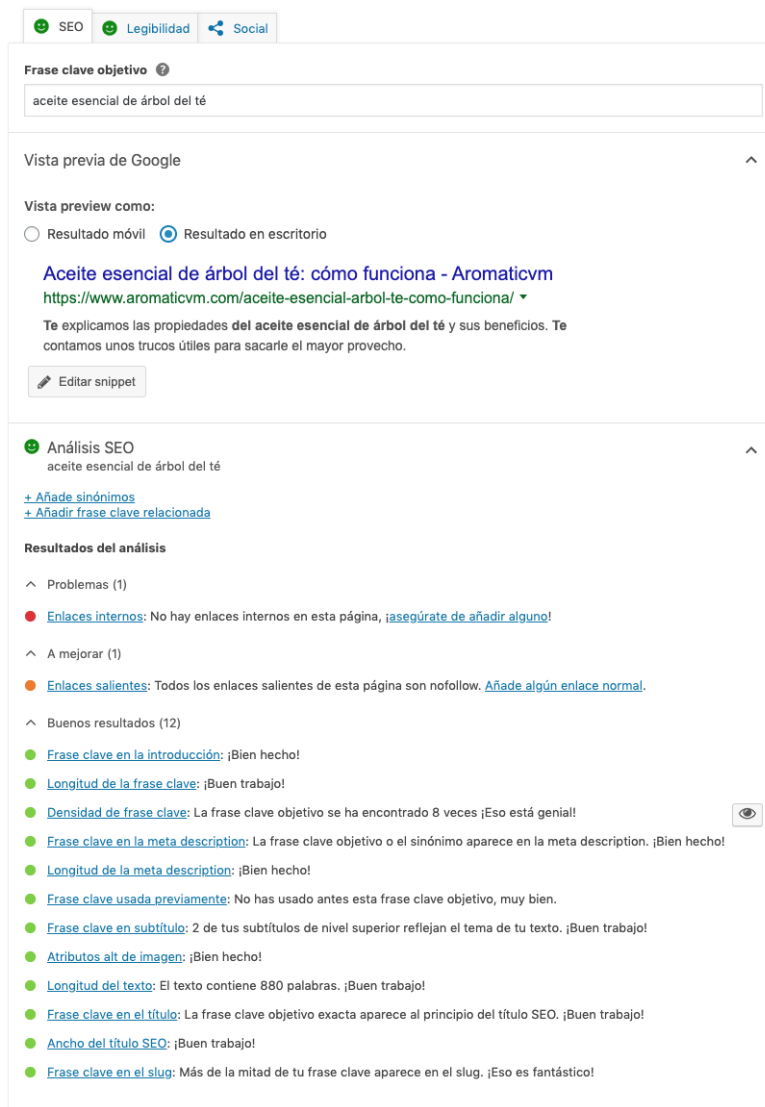 SEO
Legibilidad
Social
Frase clave objetivo
aceite esencial de árbol del té
Vista previa de Google
Vista preview como:
Resultado móvil
Resultado en escritorio
Aceite esencial de árbol del té: cómo funciona - Aromaticvm
https://www.aromaticvm.com/aceite-esencial-arbol-te-como-funciona/
Te explicamos las propiedades del aceite esencial de árbol del té y sus beneficios. Te
contamos unos trucos útiles para sacarle el mayor provecho.
Editar snippet
Análisis SEO
aceite esencial de árbol del té
+ Añade sinónimos
+ Añadir frase clave relacionada
Resultados del análisis
Problemas (1)
Enlaces internos: No hay enlaces internos en esta página, ¡asegúrate de añadir alguno!
A mejorar (1)
Enlaces salientes: Todos los enlaces salientes de esta página son nofollow. Añade algún enlace normal.
Buenos resultados (12)
Frase clave en la introducción: ¡Bien hecho!
Longitud de la frase clave: ¡Buen trabajo!
Densidad de frase clave: La frase clave objetivo se ha encontrado 8 veces ¡Eso está genial!
Frase clave en la meta description: La frase clave objetivo o el sinónimo aparece en la meta description. ¡Bien hecho!
Longitud de la meta description: ¡Bien hecho!
Frase clave usada previamente: No has usado antes esta frase clave objetivo, muy bien.
Frase clave en subtítulo: 2 de tus subtítulos de nivel superior reflejan el tema de tu texto. ¡Buen trabajo!
Atributos alt de imagen: ¡Bien hecho!
Longitud del texto: El texto contiene 880 palabras. ¡Buen trabajo!
Frase clave en el título: La frase clave objetivo exacta aparece al principio del título SEO. ¡Buen trabajo!
Ancho del título SEO: ¡Buen trabajo!
Frase clave en el slug: Más de la mitad de tu frase clave aparece en el slug. ¡Eso es fantástico!